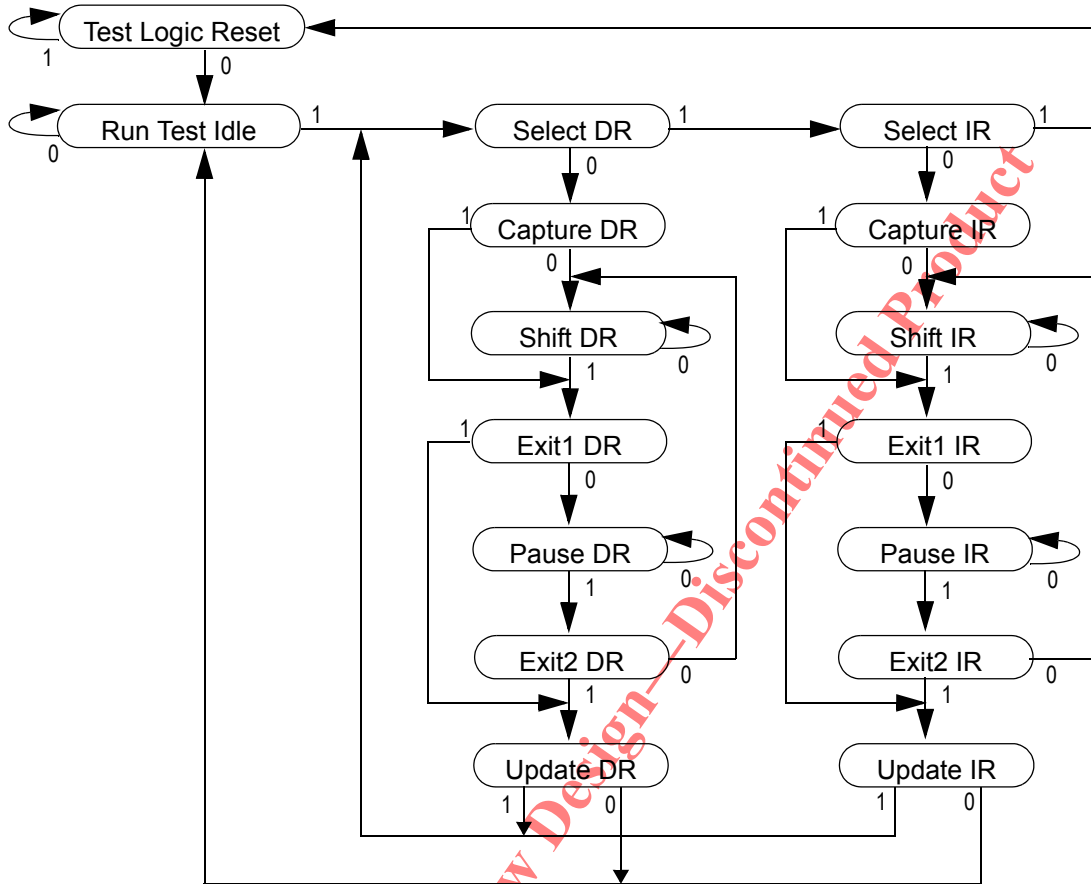 Test Logic Reset
1
0
Run Test Idle
0
1
Select DR
1
Select IR
1
0
0
1
Capture DR
1
Capture IR
0
0
Shift DR
0
Shift IR
0
1
1
1
Exit1 DR
1
Exit1 IR
0
0
Pause DR
0
Pause IR
0
1
1
Exit2 DR
0
Exit2 IR
0
1
1
Update DR
Update IR
1
0
1
0
w Design—Discontinued Product